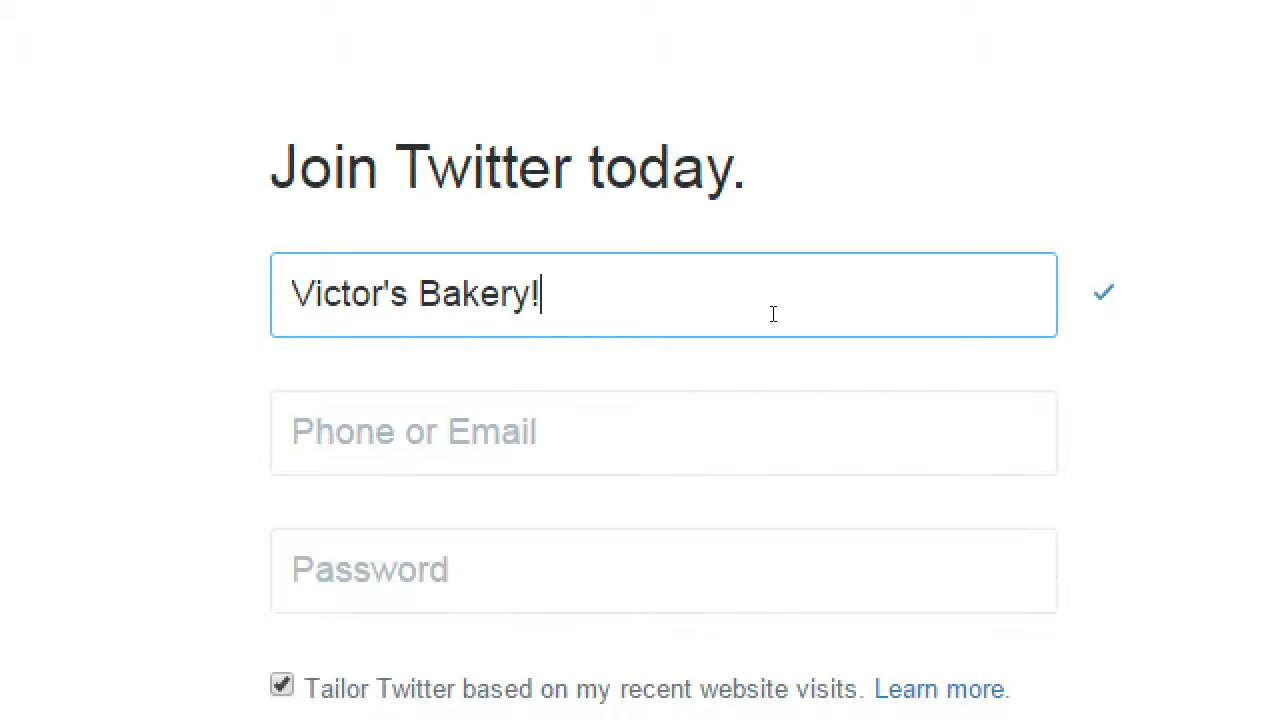 Join Twitter today.
Victor's Bakery!
Phone or Email
Password
Tailor Twitter based on my recent website visits. Learn more.